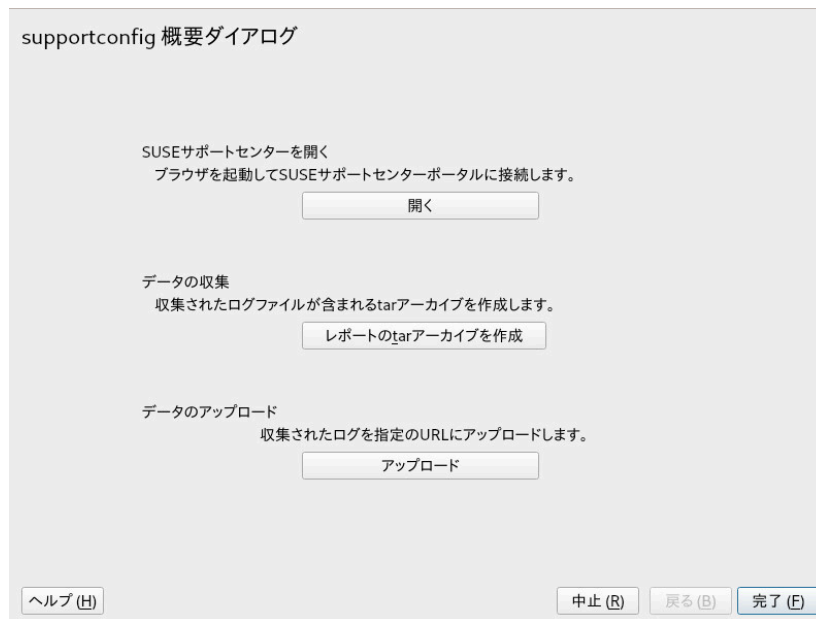 supportconfig 概要ダイアログ
SUSEサポートセンターを開く
ブラウザを起動してSUSEサポートセンターポータルに接続します。
開く
データの収集
収集されたログファイルが含まれるtarアーカイブを作成します。
レポートのtarアーカイブを作成
データのアップロード
収集されたログを指定のURLにアップロードします。
アップロード
ヘルプ (H) 中止 (R) 戻る (B) 完了 (F)